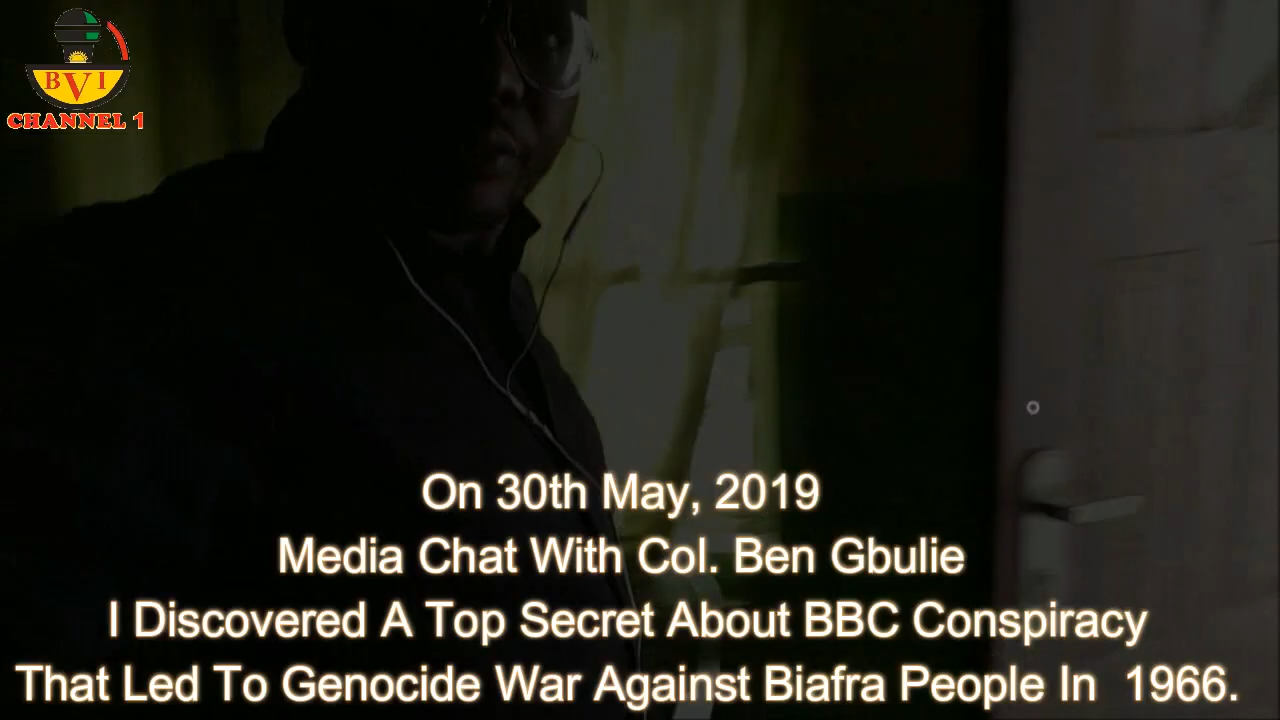 BVI
CHANNEL 1
On 30th May, 2019
Media Chat With Col. Ben Gbulie
I Discovered A Top Secret About BBC Conspiracy
That Led To Genocide War Against Biafra People In  1966.